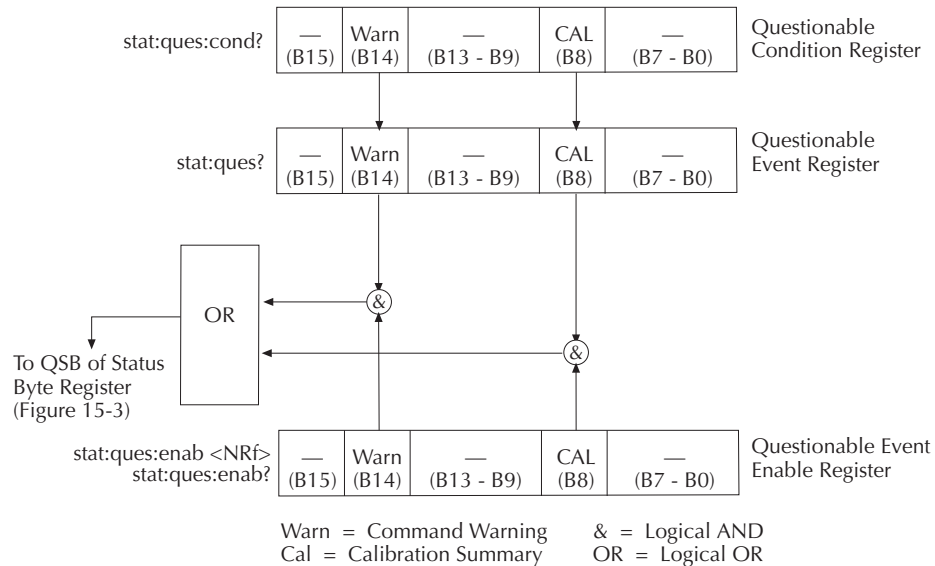 stat:ques:cond?
—
(B15)
Warn
(B14)
—
(B13 - B9)
CAL
(B8)
—
(B7 - B0)
Questionable
Condition Register
stat:ques?
—
(B15)
Warn
(B14)
—
(B13 - B9)
CAL
(B8)
—
(B7 - B0)
Questionable
Event Register
OR
&
&
To QSB of Status
Byte Register
(Figure 15-3)
stat:ques:enab <NRf>
stat:ques:enab?
—
(B15)
Warn
(B14)
—
(B13 - B9)
CAL
(B8)
—
(B7 - B0)
Questionable Event
Enable Register
Warn = Command Warning
Cal = Calibration Summary
& = Logical AND
OR = Logical OR